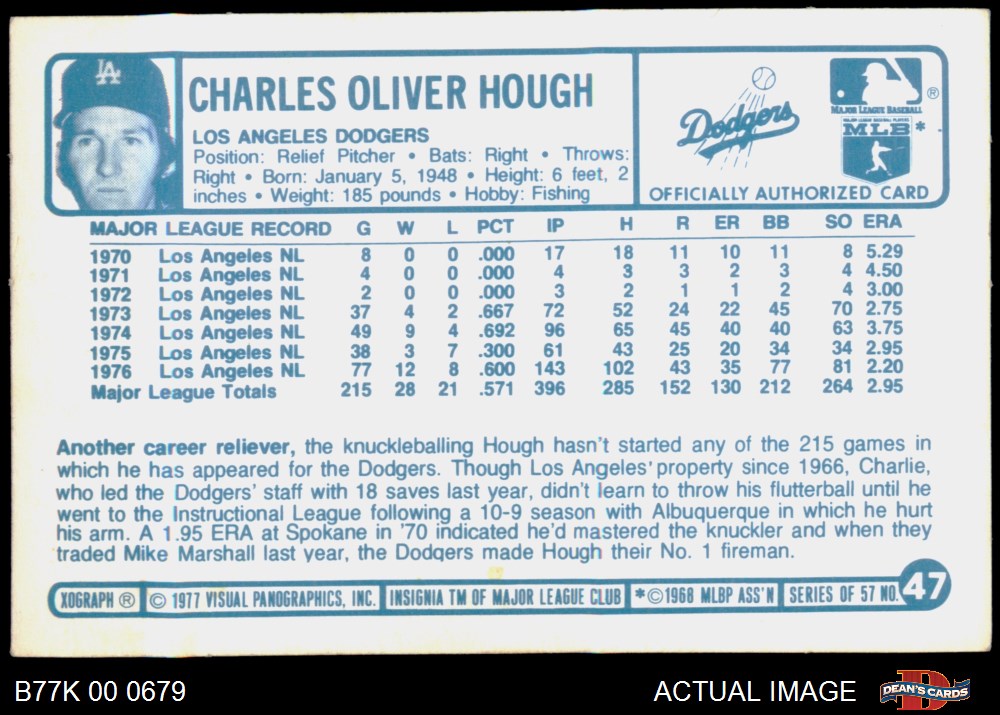 LA
CHARLES OLIVER HOUGH
LOS ANGELES DODGERS
Position: Relief Pitcher • Bats: Right • Throws:
Right • Born: January 5, 1948 • Height: 6 feet, 2
inches • Weight: 185 pounds • Hobby: Fishing
Dodgers
®
MAJOR LEAGUE BASEBALL
MAJOR LEAGUE BASEBALL PLAYERS
MLB *
OFFICIALLY AUTHORIZED CARD
MAJOR LEAGUE RECORD G W L PCT IP H R ER BB SO ERA
1970 Los Angeles NL 8 0 0 .000 17 18 11 10 11 8 5.29
1971 Los Angeles NL 4 0 0 .000 4 3 3 2 3 4 4.50
1972 Los Angeles NL 2 0 0 .000 3 2 1 1 2 4 3.00
1973 Los Angeles NL 37 4 2 .667 72 52 24 22 45 70 2.75
1974 Los Angeles NL 49 9 4 .692 96 65 45 40 40 63 3.75
1975 Los Angeles NL 38 3 7 .300 61 43 25 20 34 34 2.95
1976 Los Angeles NL 77 12 8 .600 143 102 43 35 77 81 2.20
Major League Totals 215 28 21 .571 396 285 152 130 212 264 2.95
Another career reliever, the knuckleballing Hough hasn't started any of the 215 games in
which he has appeared for the Dodgers. Though Los Angeles' property since 1966, Charlie,
who led the Dodgers' staff with 18 saves last year, didn't learn to throw his flutterball until he
went to the Instructional League following a 10-9 season with Albuquerque in which he hurt
his arm. A 1.95 ERA at Spokane in '70 indicated he'd mastered the knuckler and when they
traded Mike Marshall last year, the Dodgers made Hough their No. 1 fireman.
XOGRAPH ® © 1977 VISUAL PANOGRAPHICS, INC. INSIGNIA TM OF MAJOR LEAGUE CLUB *©1968 MLBP ASS'N SERIES OF 57 NO. 47
B77K 00 0679 ACTUAL IMAGE DEAN'S CARDS